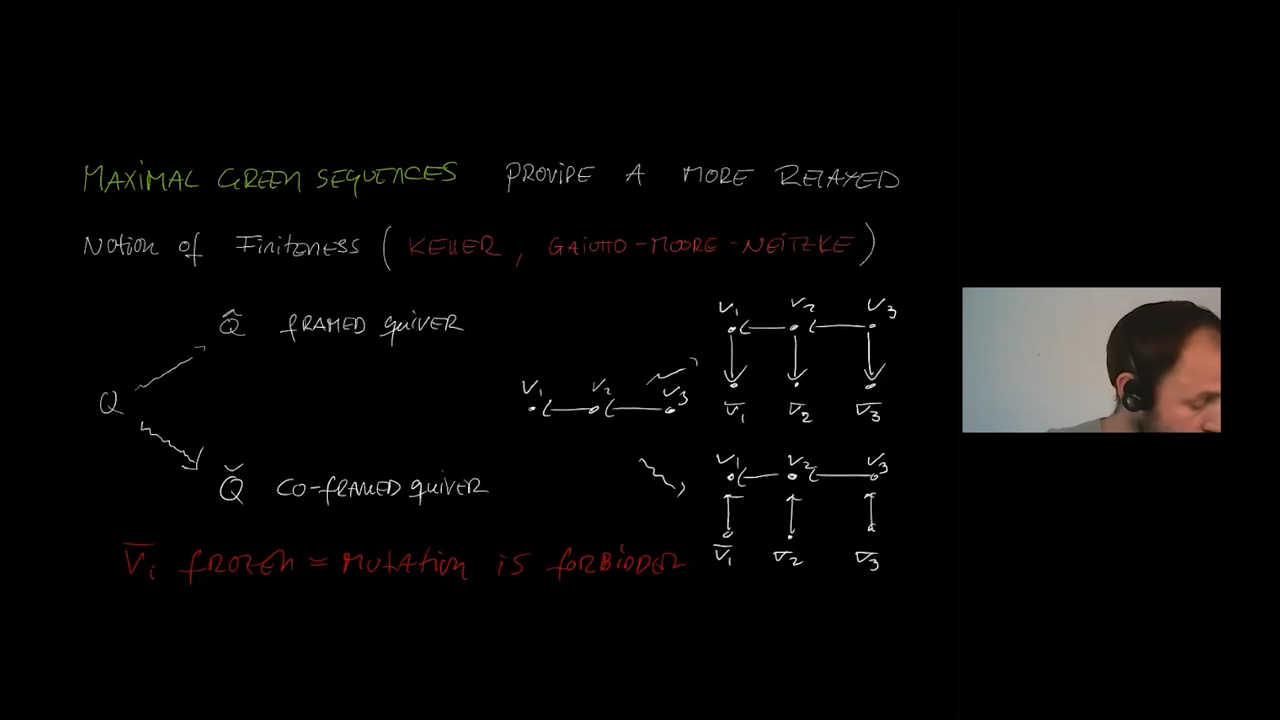 MAXIMAL GREEN SEQUENCES PROVIDE A MORE RELAXED
Notion of Finiteness ( KELLER , GAIOTTO-MOORE-NEITZKE )
Q̂ framed quiver
V₁ V₂ V₃
V̄₁ V̄₂ V̄₃
Q
V₁ V₂ V₃
Q̌ CO-framed quiver
V₁ V₂ V₃
V̄₁ V̄₂ V̄₃
V̄ᵢ frozen = Mutation is forbidden